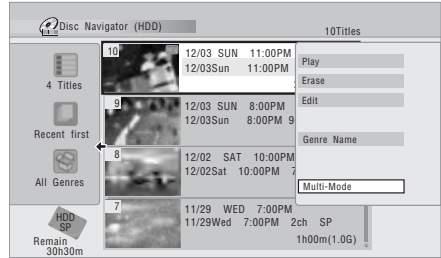 Disc Navigator (HDD)
10Titles
4 Titles
Recent first
All Genres
HDD
SP
Remain
30h30m
10
12/03 SUN 11:00PM
12/03Sun 11:00PM
9
12/03 SUN 8:00PM
12/03Sun 8:00PM 9
8
12/02 SAT 10:00PM
12/02Sat 10:00PM 7
7
11/29 WED 7:00PM
11/29Wed 7:00PM 2ch SP
1h00m(1.0G)
Play
Erase
Edit
Genre Name
Multi-Mode